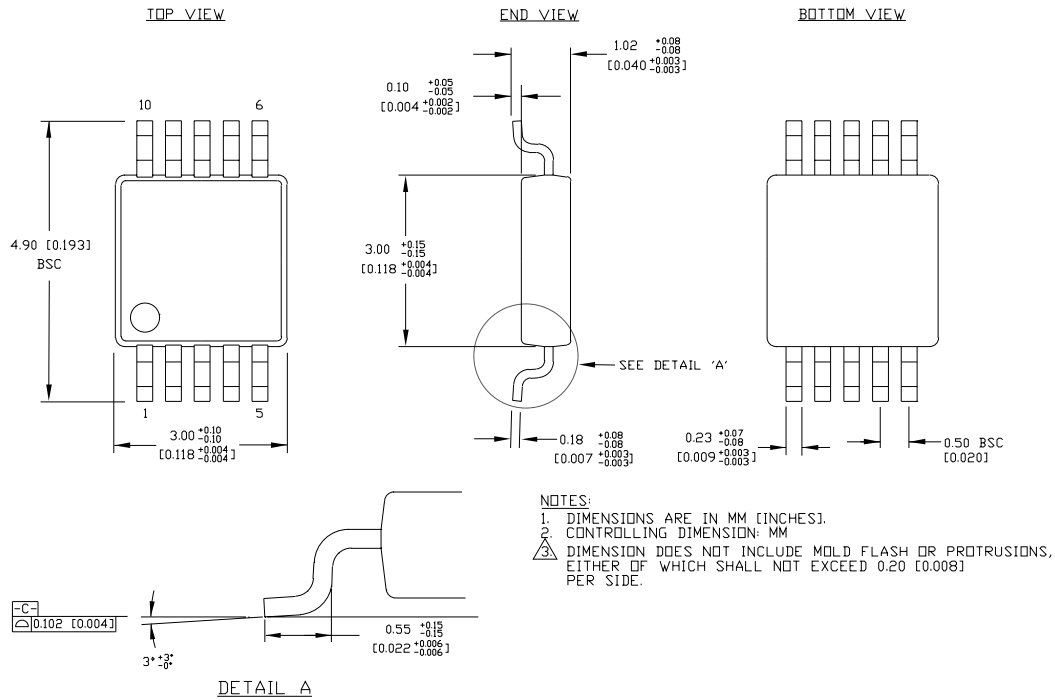 TOP VIEW
END VIEW
BOTTOM VIEW
1.02 +0.08 -0.08
[0.040 +0.003 -0.003]
0.10 +0.05 -0.05
[0.004 +0.002 -0.002]
10 6
4.90 [0.193]
BSC
3.00 +0.15 -0.15
[0.118 +0.004 -0.004]
SEE DETAIL 'A'
1 5
3.00 +0.10 -0.10
[0.118 +0.004 -0.004]
0.18 +0.08 -0.08
[0.007 +0.003 -0.003]
0.23 +0.07 -0.08
[0.009 +0.003 -0.003]
0.50 BSC
[0.020]
NOTES:
1. DIMENSIONS ARE IN MM [INCHES].
2. CONTROLLING DIMENSION: MM
3. DIMENSION DOES NOT INCLUDE MOLD FLASH OR PROTRUSIONS,
EITHER OF WHICH SHALL NOT EXCEED 0.20 [0.008]
PER SIDE.
-C-
0.102 [0.004]
3° +3° -0°
0.55 +0.15 -0.15
[0.022 +0.006 -0.006]
DETAIL A